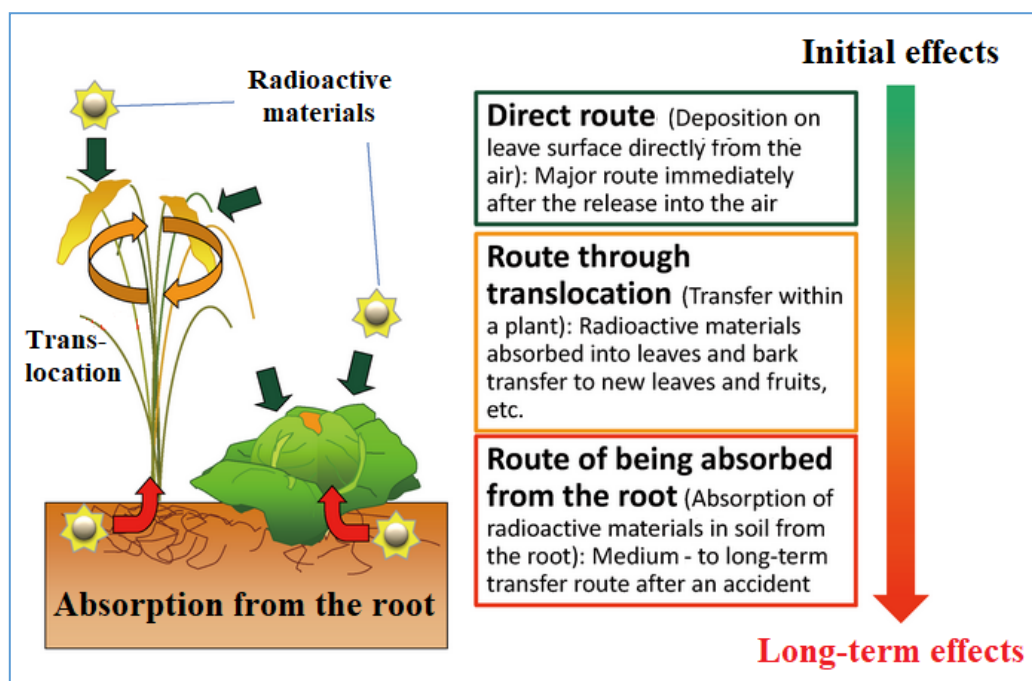 Radioactive
materials
Trans-
location
Absorption from the root
Initial effects
Direct route (Deposition on
leave surface directly from the
air): Major route immediately
after the release into the air
Route through
translocation (Transfer within
a plant): Radioactive materials
absorbed into leaves and bark
transfer to new leaves and fruits,
etc.
Route of being absorbed
from the root (Absorption of
radioactive materials in soil from
the root): Medium - to long-term
transfer route after an accident
Long-term effects